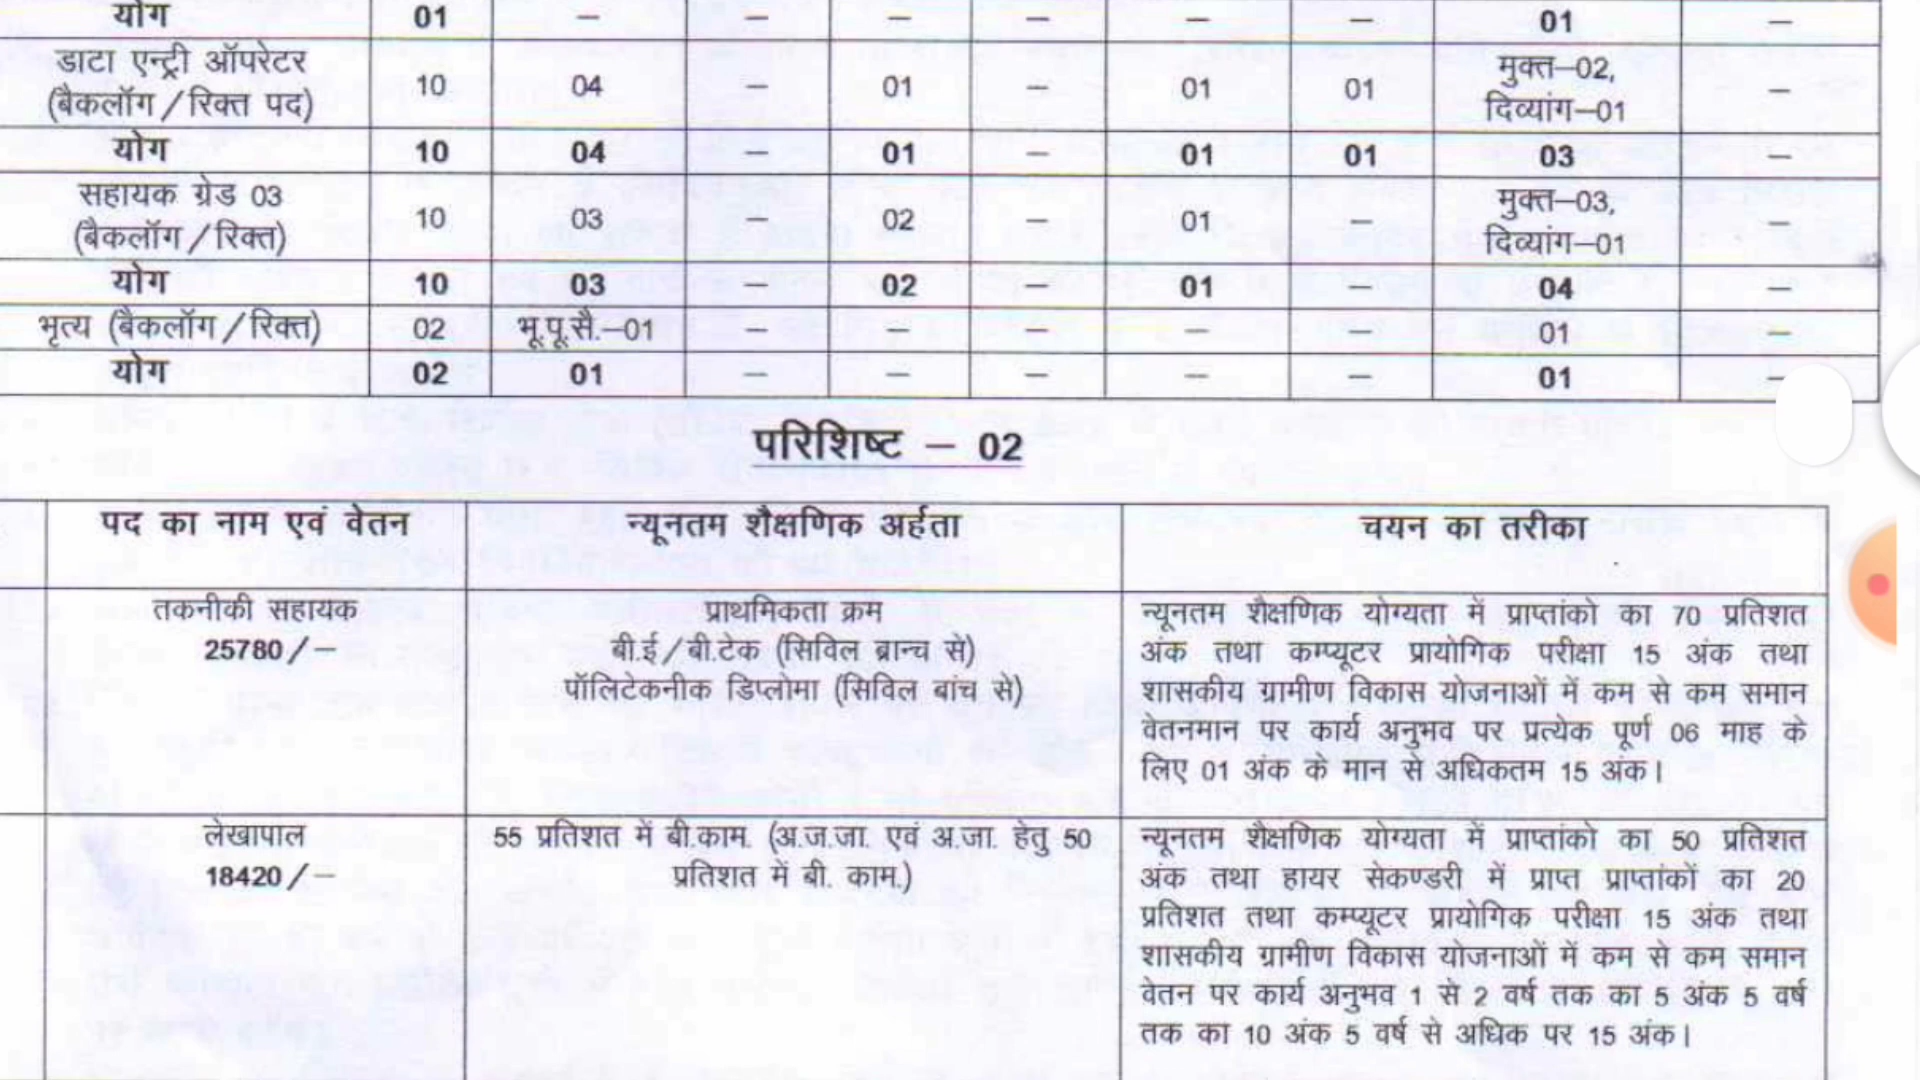 योग 01 – – – – – – 01 –
डाटा एन्ट्री ऑपरेटर
(बैकलॉग/रिक्त पद) 10 04 – 01 – 01 01 मुक्त–02, –
दिव्यांग–01
योग 10 04 – 01 – 01 01 03 –
सहायक ग्रेड 03
(बैकलॉग/रिक्त) 10 03 – 02 – 01 – मुक्त–03, –
दिव्यांग–01
योग 10 03 – 02 – 01 – 04 –
भृत्य (बैकलॉग/रिक्त) 02 भू.पू.सै.–01 – – – – – 01 –
योग 02 01 – – – – – 01 –
परिशिष्ट – 02
पद का नाम एवं वेतन न्यूनतम शैक्षणिक अर्हता चयन का तरीका
तकनीकी सहायक
25780/–
प्राथमिकता क्रम
बी.ई/बी.टेक (सिविल ब्रान्च से)
पॉलिटेकनीक डिप्लोमा (सिविल बांच से)
न्यूनतम शैक्षणिक योग्यता में प्राप्तांको का 70 प्रतिशत
अंक तथा कम्प्यूटर प्रायोगिक परीक्षा 15 अंक तथा
शासकीय ग्रामीण विकास योजनाओं में कम से कम समान
वेतनमान पर कार्य अनुभव पर प्रत्येक पूर्ण 06 माह के
लिए 01 अंक के मान से अधिकतम 15 अंक।
लेखापाल
18420/–
55 प्रतिशत में बी.काम. (अ.ज.जा. एवं अ.जा. हेतु 50
प्रतिशत में बी. काम.)
न्यूनतम शैक्षणिक योग्यता में प्राप्तांको का 50 प्रतिशत
अंक तथा हायर सेकण्डरी में प्राप्त प्राप्तांकों का 20
प्रतिशत तथा कम्प्यूटर प्रायोगिक परीक्षा 15 अंक तथा
शासकीय ग्रामीण विकास योजनाओं में कम से कम समान
वेतन पर कार्य अनुभव 1 से 2 वर्ष तक का 5 अंक 5 वर्ष
तक का 10 अंक 5 वर्ष से अधिक पर 15 अंक।